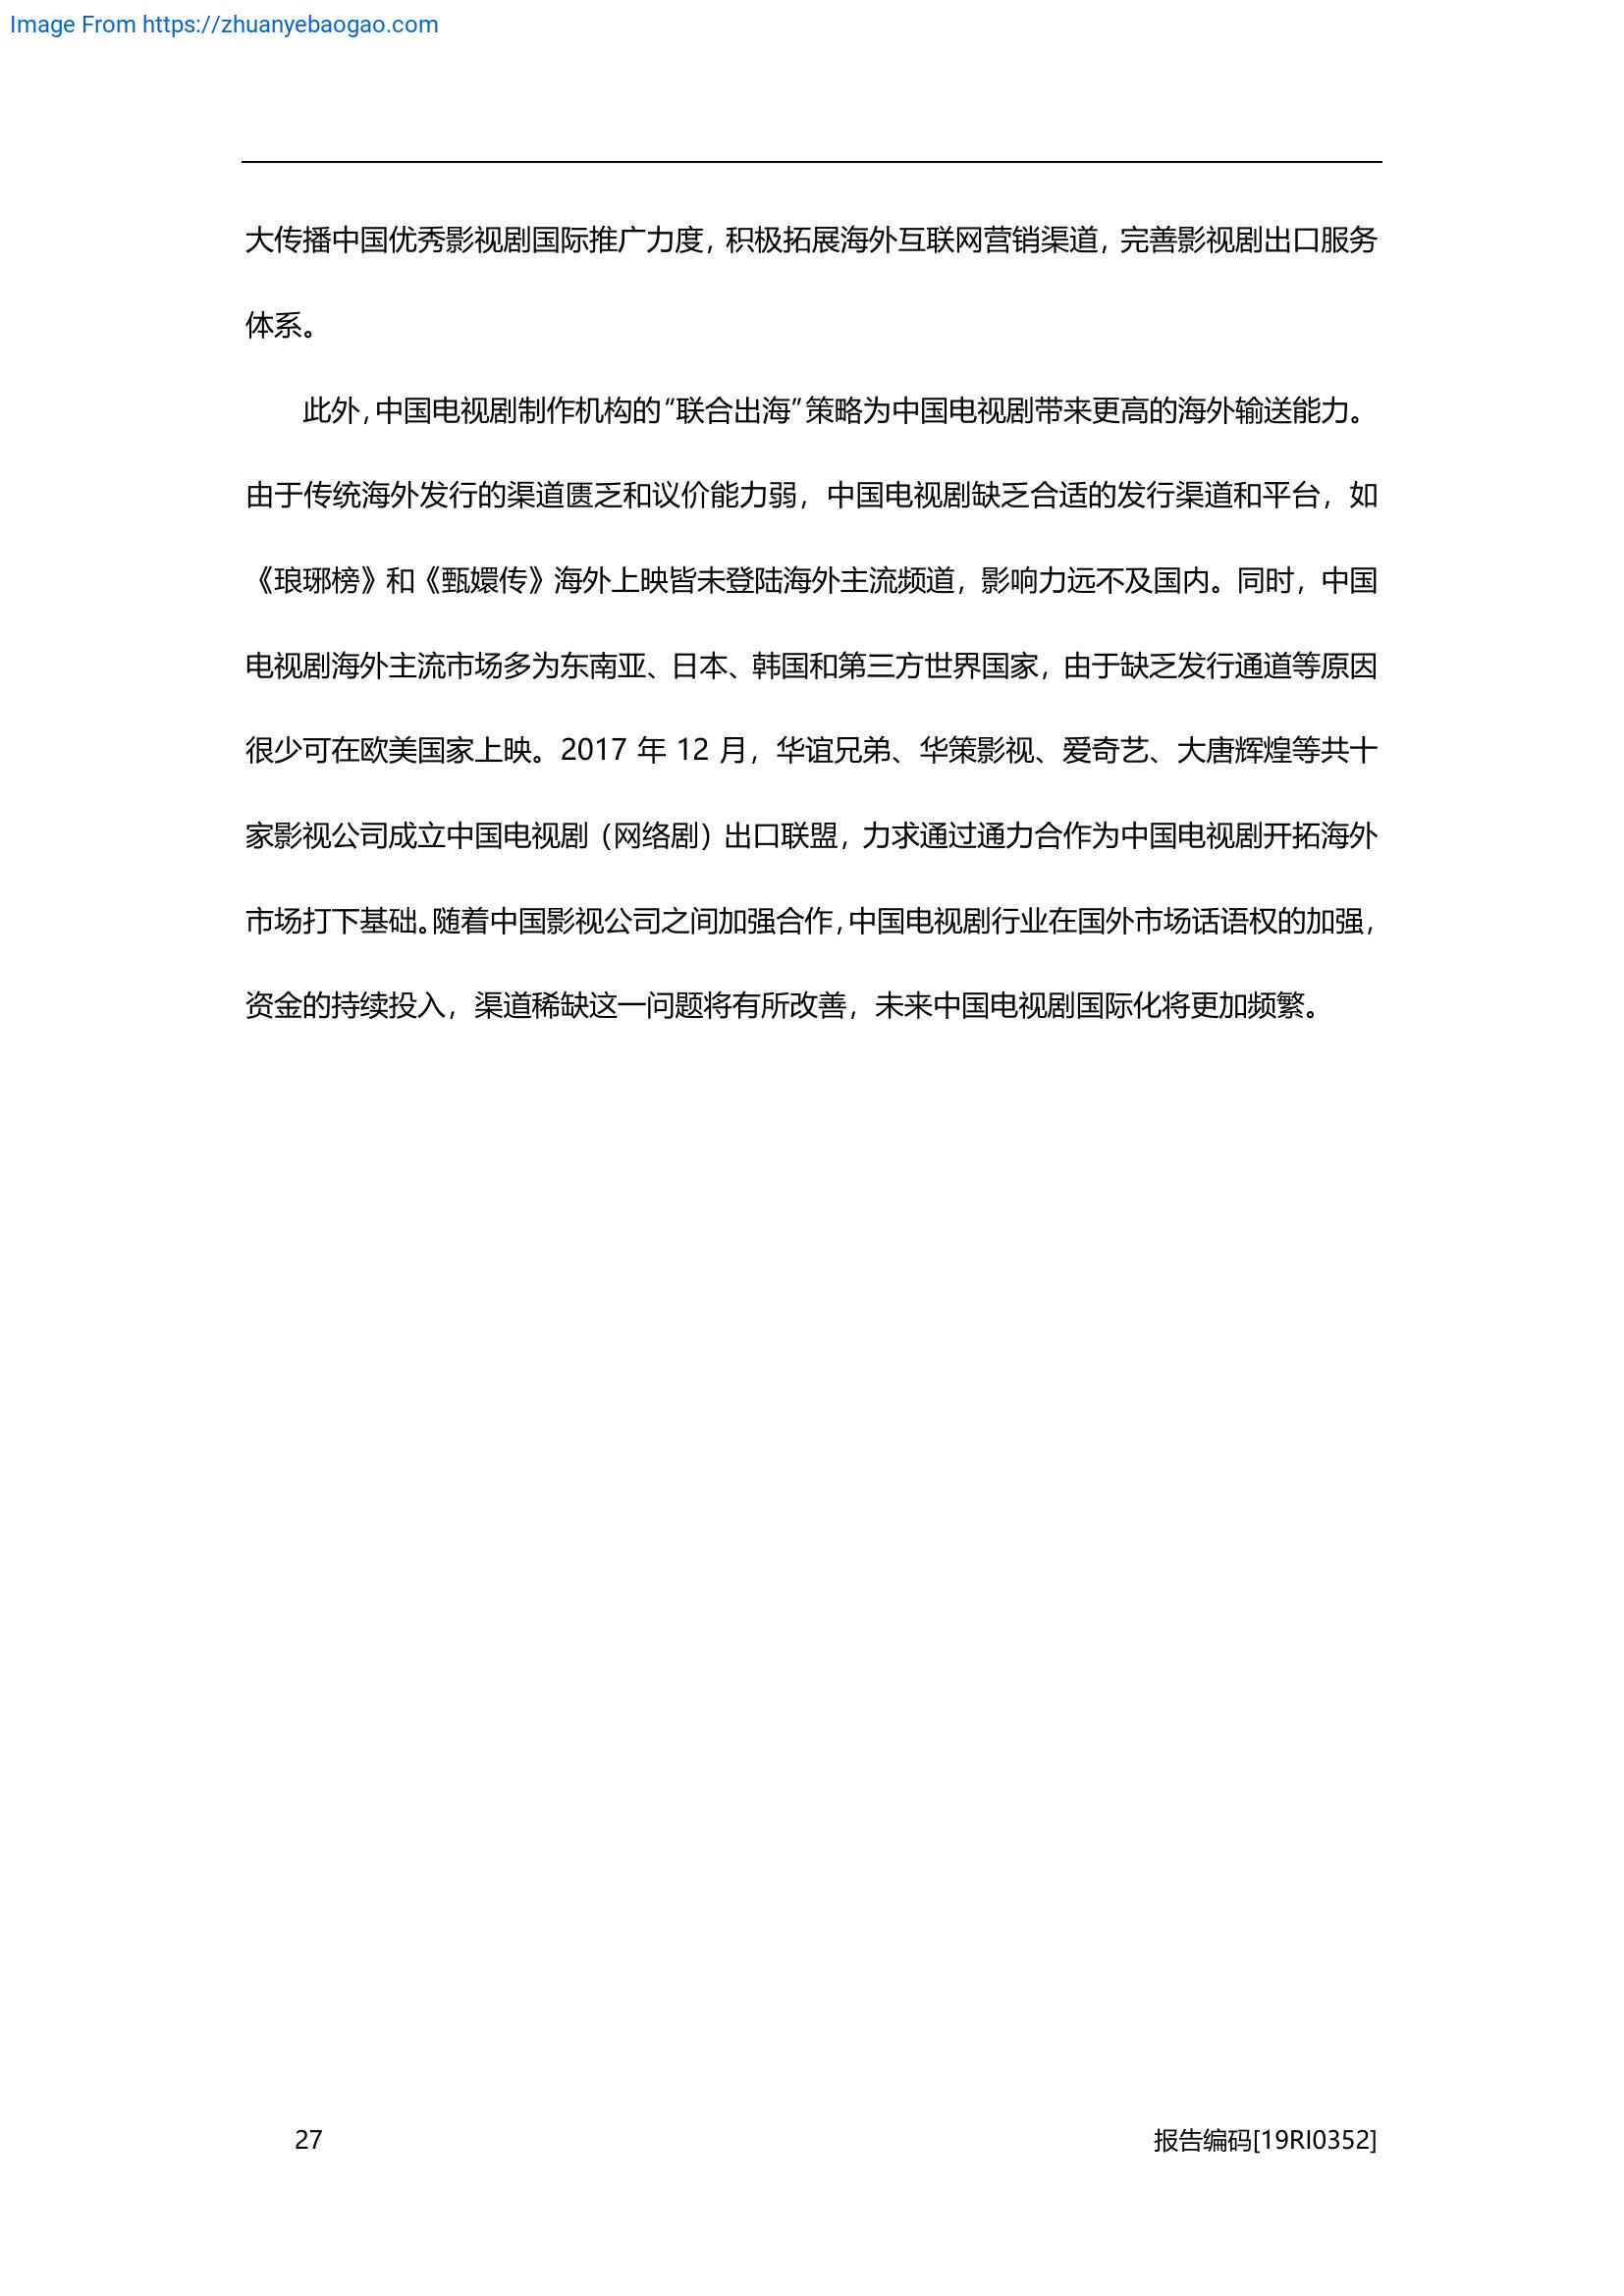 Image From https://zhuanyebaogao.com
大传播中国优秀影视剧国际推广力度，积极拓展海外互联网营销渠道，完善影视剧出口服务
体系。
此外，中国电视剧制作机构的“联合出海”策略为中国电视剧带来更高的海外输送能力。
由于传统海外发行的渠道匮乏和议价能力弱，中国电视剧缺乏合适的发行渠道和平台，如
《琅琊榜》和《甄嬛传》海外上映皆未登陆海外主流频道，影响力远不及国内。同时，中国
电视剧海外主流市场多为东南亚、日本、韩国和第三方世界国家，由于缺乏发行通道等原因
很少可在欧美国家上映。2017 年 12 月，华谊兄弟、华策影视、爱奇艺、大唐辉煌等共十
家影视公司成立中国电视剧（网络剧）出口联盟，力求通过通力合作为中国电视剧开拓海外
市场打下基础。随着中国影视公司之间加强合作，中国电视剧行业在国外市场话语权的加强，
资金的持续投入，渠道稀缺这一问题将有所改善，未来中国电视剧国际化将更加频繁。
27 报告编码[19RI0352]